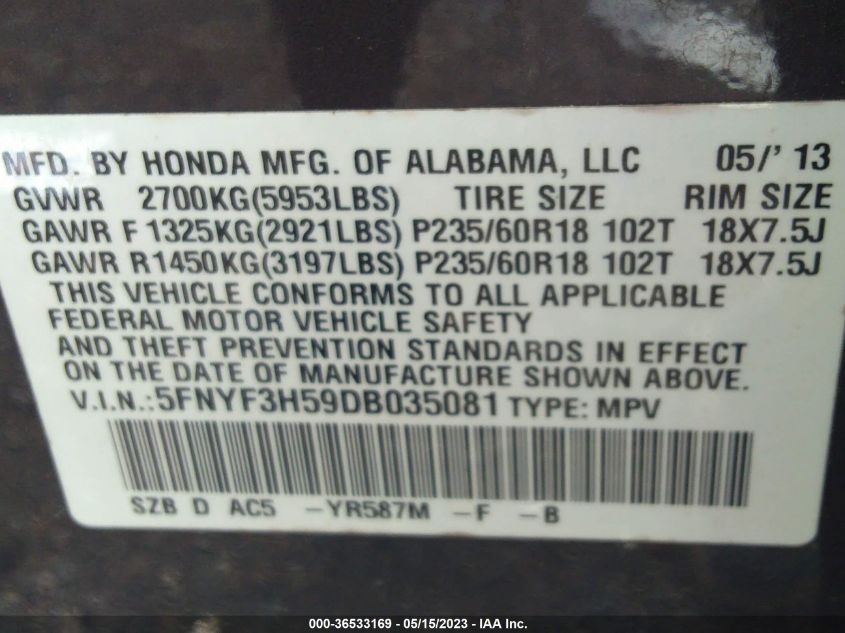 MFD. BY HONDA MFG. OF ALABAMA, LLC 05/' 13
GVWR 2700KG(5953LBS) TIRE SIZE RIM SIZE
GAWR F 1325KG(2921LBS) P235/60R18 102T 18X7.5J
GAWR R1450KG(3197LBS) P235/60R18 102T 18X7.5J
THIS VEHICLE CONFORMS TO ALL APPLICABLE
FEDERAL MOTOR VEHICLE SAFETY
AND THEFT PREVENTION STANDARDS IN EFFECT
ON THE DATE OF MANUFACTURE SHOWN ABOVE.
V.I.N.:5FNYF3H59DB035081 TYPE: MPV
SZB D AC5 -YR587M -F -B
000-36533169 - 05/15/2023 - IAA Inc.